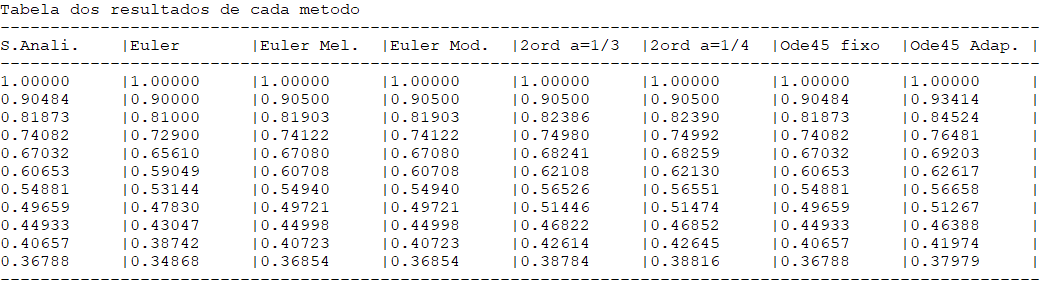 Tabela dos resultados de cada metodo
--------------------------------------------------------------------------------------------------------
S.Anali. |Euler |Euler Mel. |Euler Mod. |2ord a=1/3 |2ord a=1/4 |Ode45 fixo |Ode45 Adap. |
--------------------------------------------------------------------------------------------------------
1.00000 |1.00000 |1.00000 |1.00000 |1.00000 |1.00000 |1.00000 |1.00000 |
0.90484 |0.90000 |0.90500 |0.90500 |0.90500 |0.90500 |0.90484 |0.93414 |
0.81873 |0.81000 |0.81903 |0.81903 |0.82386 |0.82390 |0.81873 |0.84524 |
0.74082 |0.72900 |0.74122 |0.74122 |0.74980 |0.74992 |0.74082 |0.76481 |
0.67032 |0.65610 |0.67080 |0.67080 |0.68241 |0.68259 |0.67032 |0.69203 |
0.60653 |0.59049 |0.60708 |0.60708 |0.62108 |0.62130 |0.60653 |0.62617 |
0.54881 |0.53144 |0.54940 |0.54940 |0.56526 |0.56551 |0.54881 |0.56658 |
0.49659 |0.47830 |0.49721 |0.49721 |0.51446 |0.51474 |0.49659 |0.51267 |
0.44933 |0.43047 |0.44998 |0.44998 |0.46822 |0.46852 |0.44933 |0.46388 |
0.40657 |0.38742 |0.40723 |0.40723 |0.42614 |0.42645 |0.40657 |0.41974 |
0.36788 |0.34868 |0.36854 |0.36854 |0.38784 |0.38816 |0.36788 |0.37979 |
--------------------------------------------------------------------------------------------------------